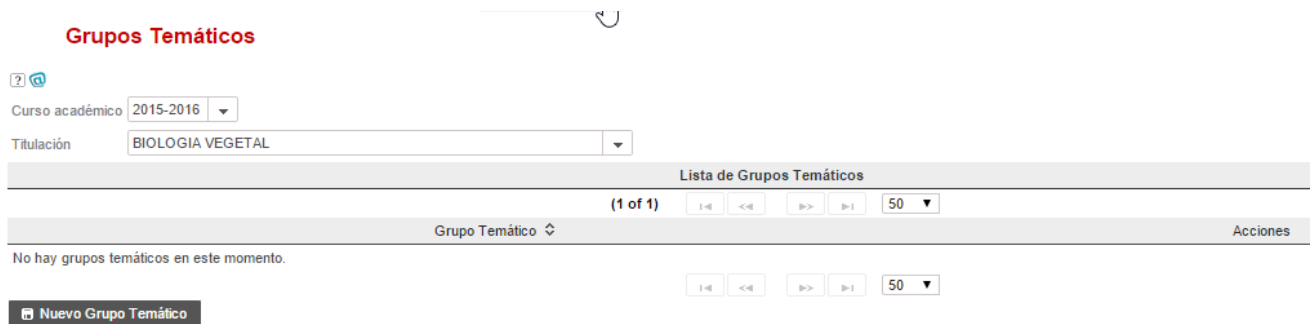 Grupos Temáticos
?
Curso académico 2015-2016
Titulación BIOLOGIA VEGETAL
Lista de Grupos Temáticos
(1 of 1) 50
Grupo Temático Acciones
No hay grupos temáticos en este momento.
50
Nuevo Grupo Temático